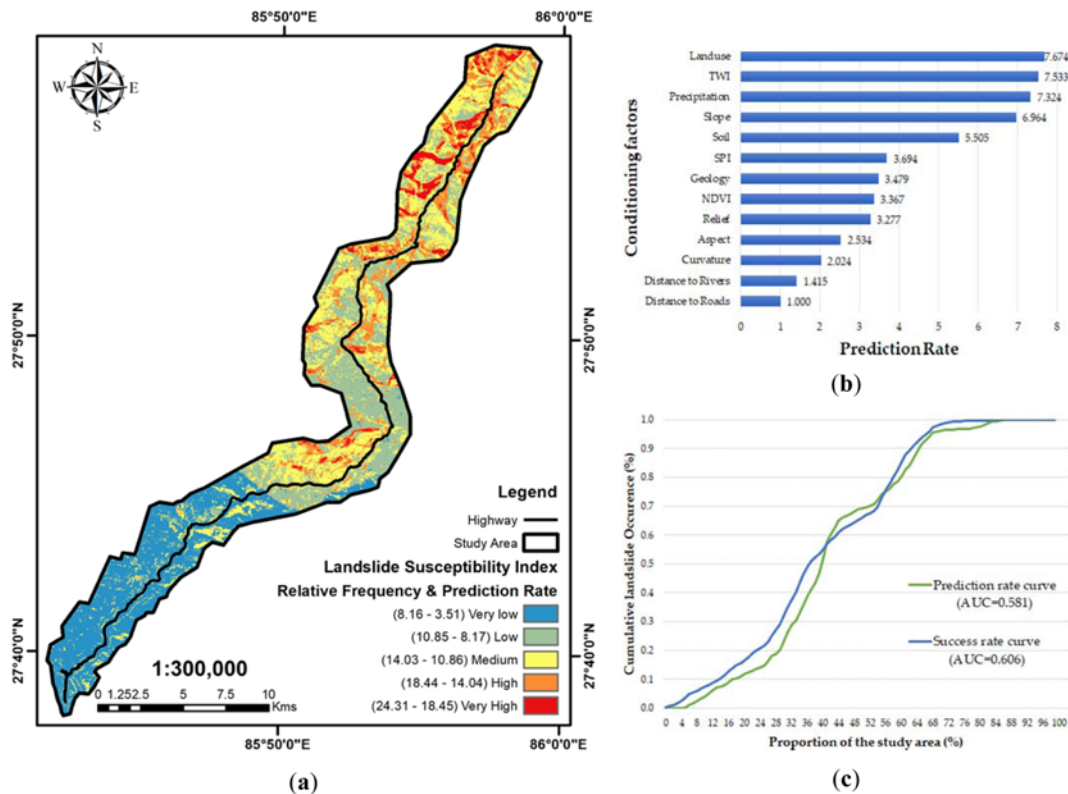 85°50'0"E
86°0'0"E
N
W
E
S
27°50'0"N
27°50'0"N
27°40'0"N
27°40'0"N
Legend
Highway
Study Area
Landslide Susceptibility Index
Relative Frequency & Prediction Rate
(8.16 - 3.51) Very low
(10.85 - 8.17) Low
(14.03 - 10.86) Medium
(18.44 - 14.04) High
(24.31 - 18.45) Very High
1:300,000
0 1.252.5 5 7.5 10
Kms
85°50'0"E
86°0'0"E
(a)
Conditioning factors
Landuse 7.674
TWI 7.533
Precipitation 7.324
Slope 6.964
Soil 5.505
SPI 3.694
Geology 3.479
NDVI 3.367
Relief 3.277
Aspect 2.534
Curvature 2.024
Distance to Rivers 1.415
Distance to Roads 1.000
0 1 2 3 4 5 6 7 8
Prediction Rate
(b)
Cumulative landslide Occurence (%)
1.0
0.9
0.8
0.7
0.6
0.5
0.4
0.3
0.2
0.1
0.0
Prediction rate curve
(AUC=0.581)
Success rate curve
(AUC=0.606)
0 4 8 12 16 20 24 28 32 36 40 44 48 52 56 60 64 68 72 76 80 84 88 92 96 100
Proportion of the study area (%)
(c)